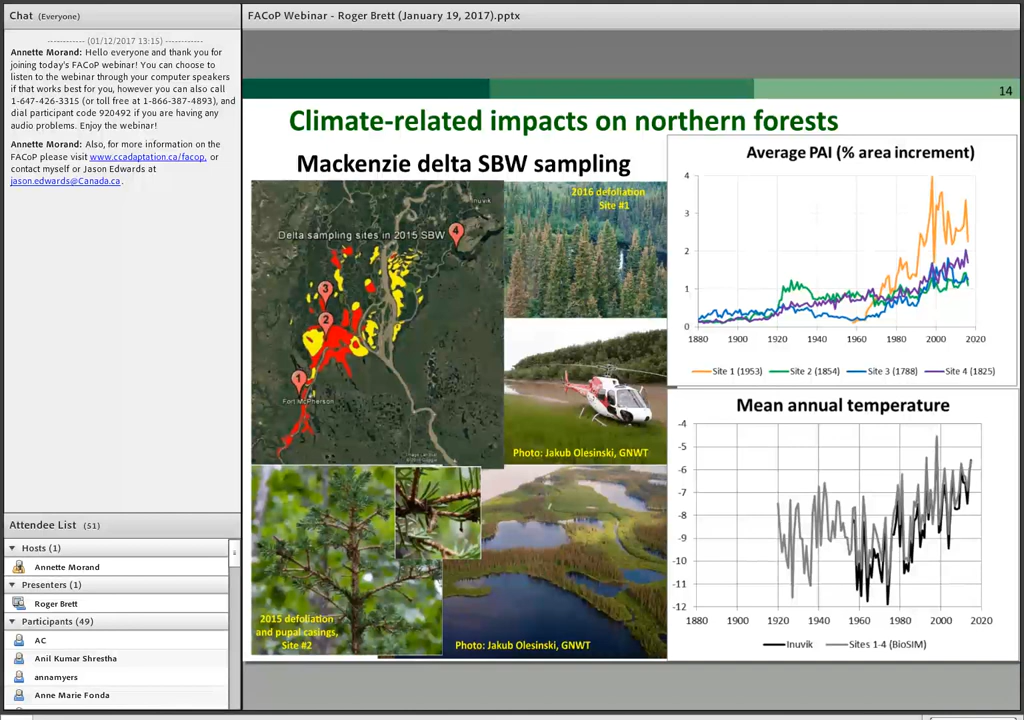 Chat (Everyone)
------------ (01/12/2017 13:15) ------------
Annette Morand: Hello everyone and thank you for
joining today's FACoP webinar! You can choose to
listen to the webinar through your computer speakers
if that works best for you, however you can also call
1-647-426-3315 (or toll free at 1-866-387-4893), and
dial participant code 920492 if you are having any
audio problems. Enjoy the webinar!
Annette Morand: Also, for more information on the
FACoP please visit www.ccadaptation.ca/facop, or
contact myself or Jason Edwards at
jason.edwards@Canada.ca.
Attendee List (51)
Hosts (1)
Annette Morand
Presenters (1)
Roger Brett
Participants (49)
AC
Anil Kumar Shrestha
annamyers
Anne Marie Fonda
FACoP Webinar - Roger Brett (January 19, 2017).pptx
14
Climate-related impacts on northern forests
Mackenzie delta SBW sampling
Delta sampling sites in 2015 SBW
4
3
2
1
Fort McPherson
2016 defoliation
Site #1
Photo: Jakub Olesinski, GNWT
2015 defoliation
and pupal casings,
Site #2
Photo: Jakub Olesinski, GNWT
Average PAI (% area increment)
4
3
2
1
0
1880 1900 1920 1940 1960 1980 2000 2020
Site 1 (1953) Site 2 (1854) Site 3 (1788) Site 4 (1825)
Mean annual temperature
-4
-5
-6
-7
-8
-9
-10
-11
-12
1880 1900 1920 1940 1960 1980 2000 2020
Inuvik Sites 1-4 (BioSIM)